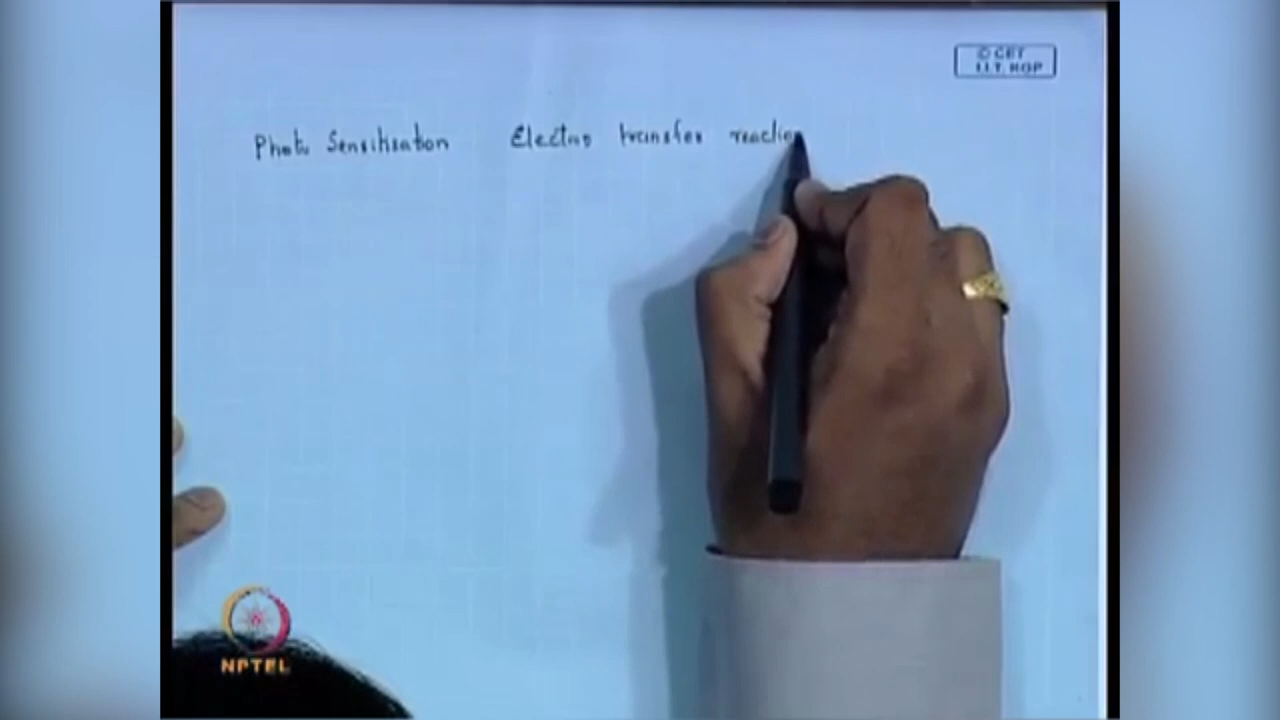 © CET
I.I.T. KGP
Photo Sensitisation Electron transfer reaction
NPTEL